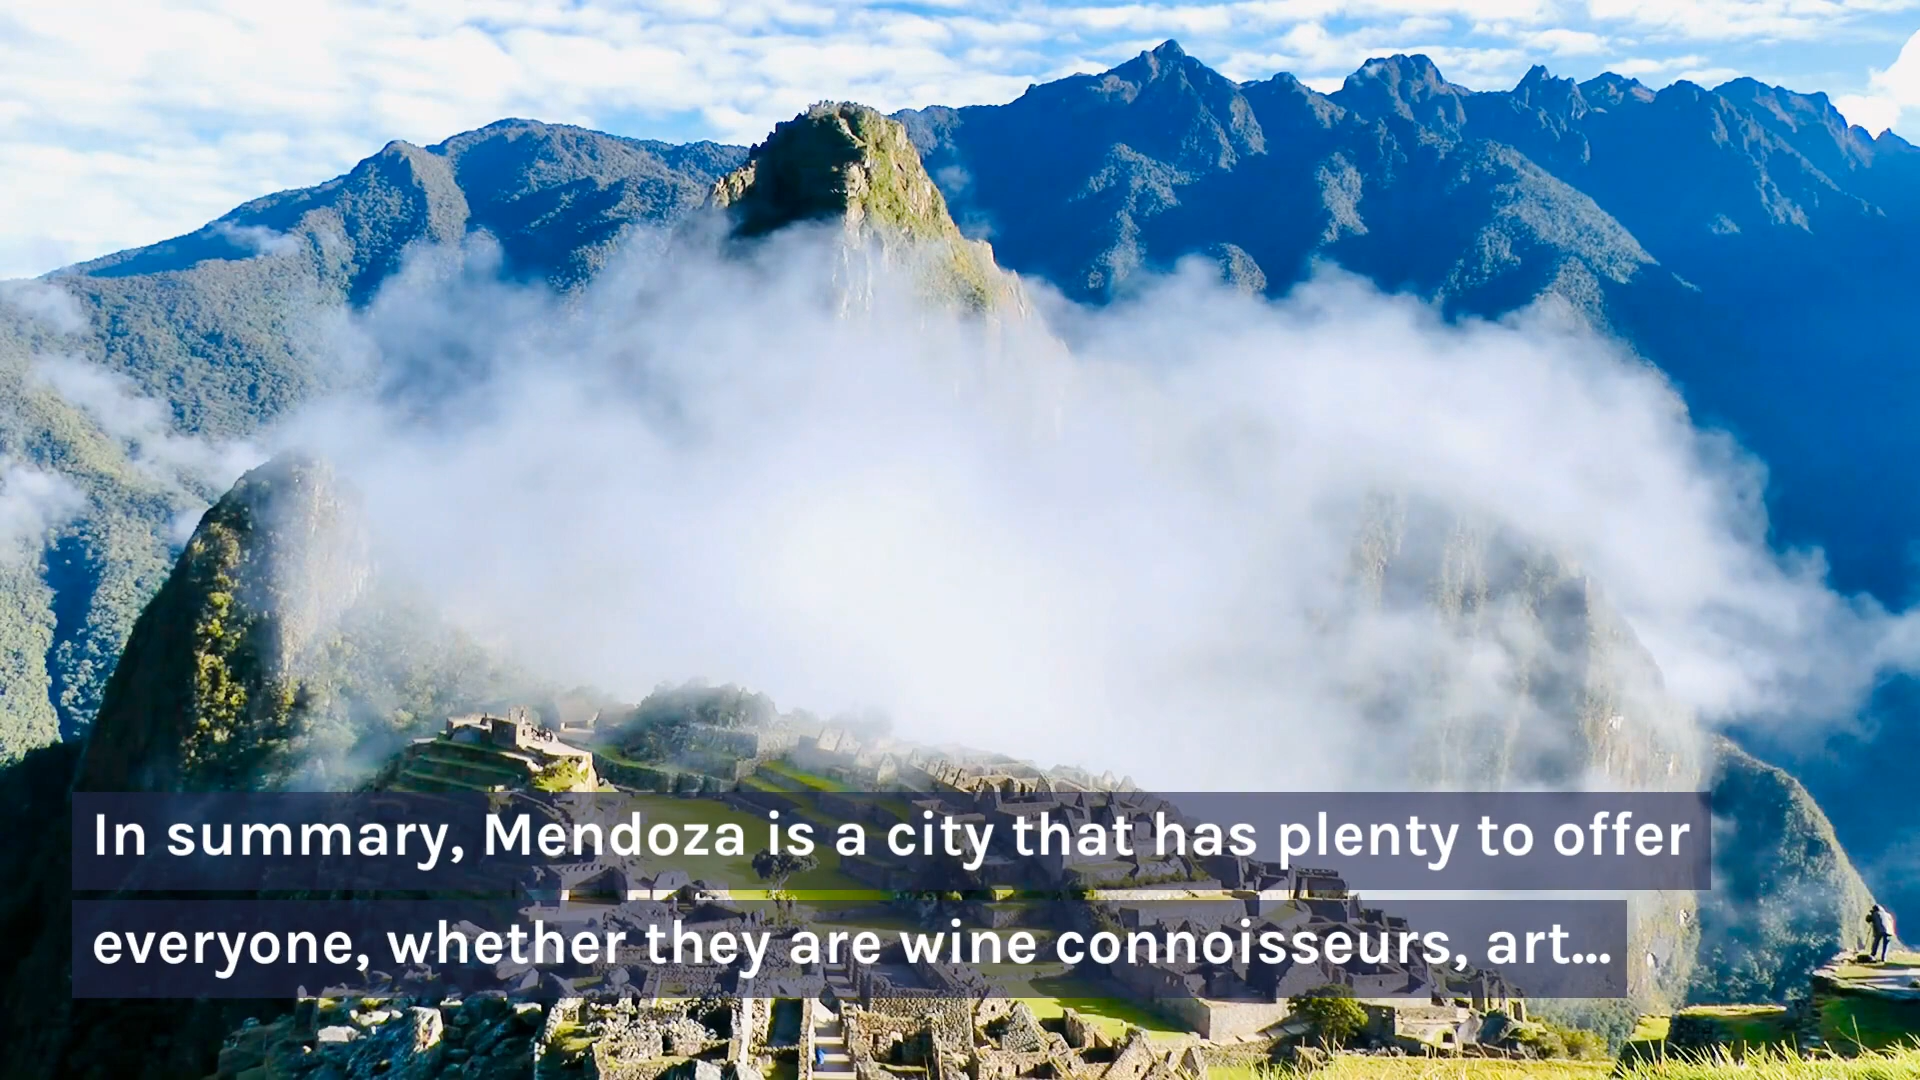 In summary, Mendoza is a city that has plenty to offer
everyone, whether they are wine connoisseurs, art...